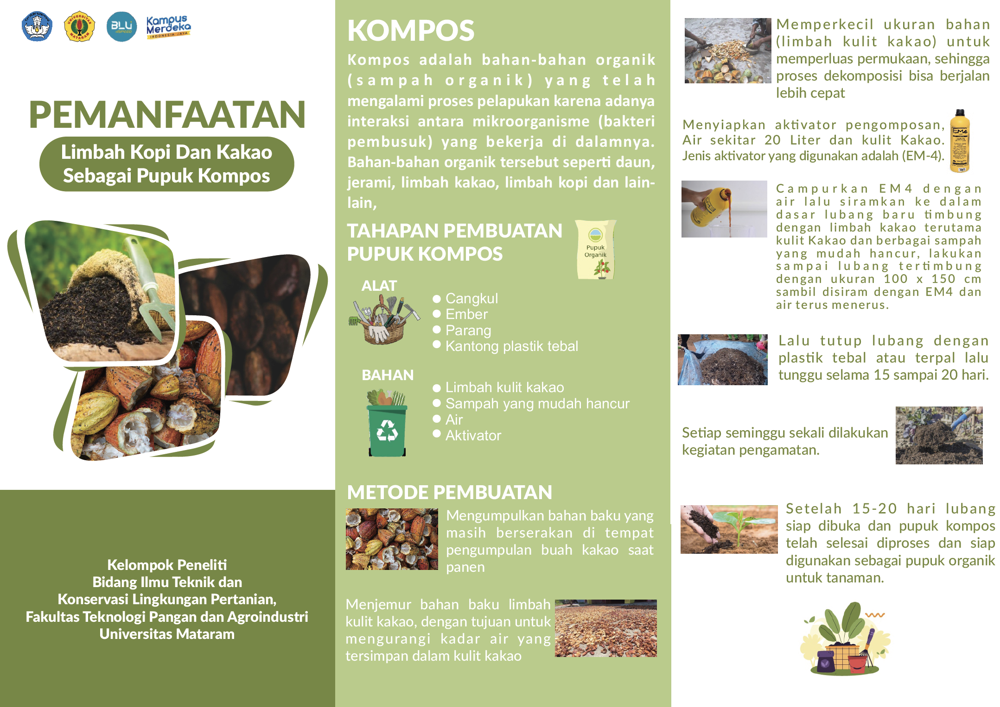 UNIVERSITAS
MATARAM
BLU
SPEED
Kampus
Merdeka
INDONESIA JAYA
PEMANFAATAN
Limbah Kopi Dan Kakao
Sebagai Pupuk Kompos
Kelompok Peneliti
Bidang Ilmu Teknik dan
Konservasi Lingkungan Pertanian,
Fakultas Teknologi Pangan dan Agroindustri
Universitas Mataram
KOMPOS
Kompos adalah bahan-bahan organik
(sampah organik) yang telah
mengalami proses pelapukan karena adanya
interaksi antara mikroorganisme (bakteri
pembusuk) yang bekerja di dalamnya.
Bahan-bahan organik tersebut seperti daun,
jerami, limbah kakao, limbah kopi dan lain-
lain,
TAHAPAN PEMBUATAN
PUPUK KOMPOS
Pupuk
Organik
ALAT
Cangkul
Ember
Parang
Kantong plastik tebal
BAHAN
Limbah kulit kakao
Sampah yang mudah hancur
Air
Aktivator
METODE PEMBUATAN
Mengumpulkan bahan baku yang
masih berserakan di tempat
pengumpulan buah kakao saat
panen
Menjemur bahan baku limbah
kulit kakao, dengan tujuan untuk
mengurangi kadar air yang
tersimpan dalam kulit kakao
Memperkecil ukuran bahan
(limbah kulit kakao) untuk
memperluas permukaan, sehingga
proses dekomposisi bisa berjalan
lebih cepat
Menyiapkan aktivator pengomposan,
Air sekitar 20 Liter dan kulit Kakao.
Jenis aktivator yang digunakan adalah (EM-4).
EM4
Campurkan EM4 dengan
air lalu siramkan ke dalam
dasar lubang baru timbung
dengan limbah kakao terutama
kulit Kakao dan berbagai sampah
yang mudah hancur, lakukan
sampai lubang tertimbung
dengan ukuran 100 x 150 cm
sambil disiram dengan EM4 dan
air terus menerus.
EM4
Lalu tutup lubang dengan
plastik tebal atau terpal lalu
tunggu selama 15 sampai 20 hari.
Setiap seminggu sekali dilakukan
kegiatan pengamatan.
Setelah 15-20 hari lubang
siap dibuka dan pupuk kompos
telah selesai diproses dan siap
digunakan sebagai pupuk organik
untuk tanaman.